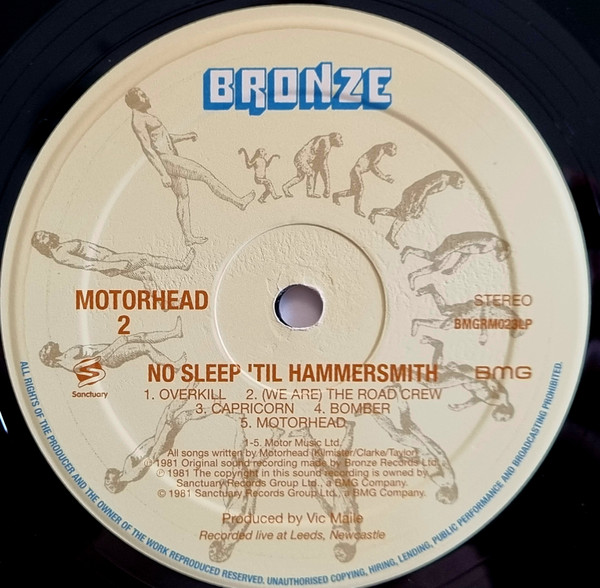 BRONZE
MOTORHEAD
2
STEREO
BMGRM023LP
Sanctuary
BMG
NO SLEEP 'TIL HAMMERSMITH
1. OVERKILL 2. (WE ARE) THE ROAD CREW
3. CAPRICORN 4. BOMBER
5. MOTORHEAD
1-5. Motor Music Ltd.
All songs written by Motorhead (Kilmister/Clarke/Taylor)
℗ 1981 Original sound recording made by Bronze Records Ltd.
℗ 1981 The copyright in this sound recording is owned by
Sanctuary Records Group Ltd., a BMG Company.
© 1981 Sanctuary Records Group Ltd., a BMG Company.
Produced by Vic Maile
Recorded live at Leeds, Newcastle
ALL RIGHTS OF THE PRODUCER AND THE OWNER OF THE WORK REPRODUCED RESERVED. UNAUTHORISED COPYING, HIRING, LENDING, PUBLIC PERFORMANCE AND BROADCASTING PROHIBITED.